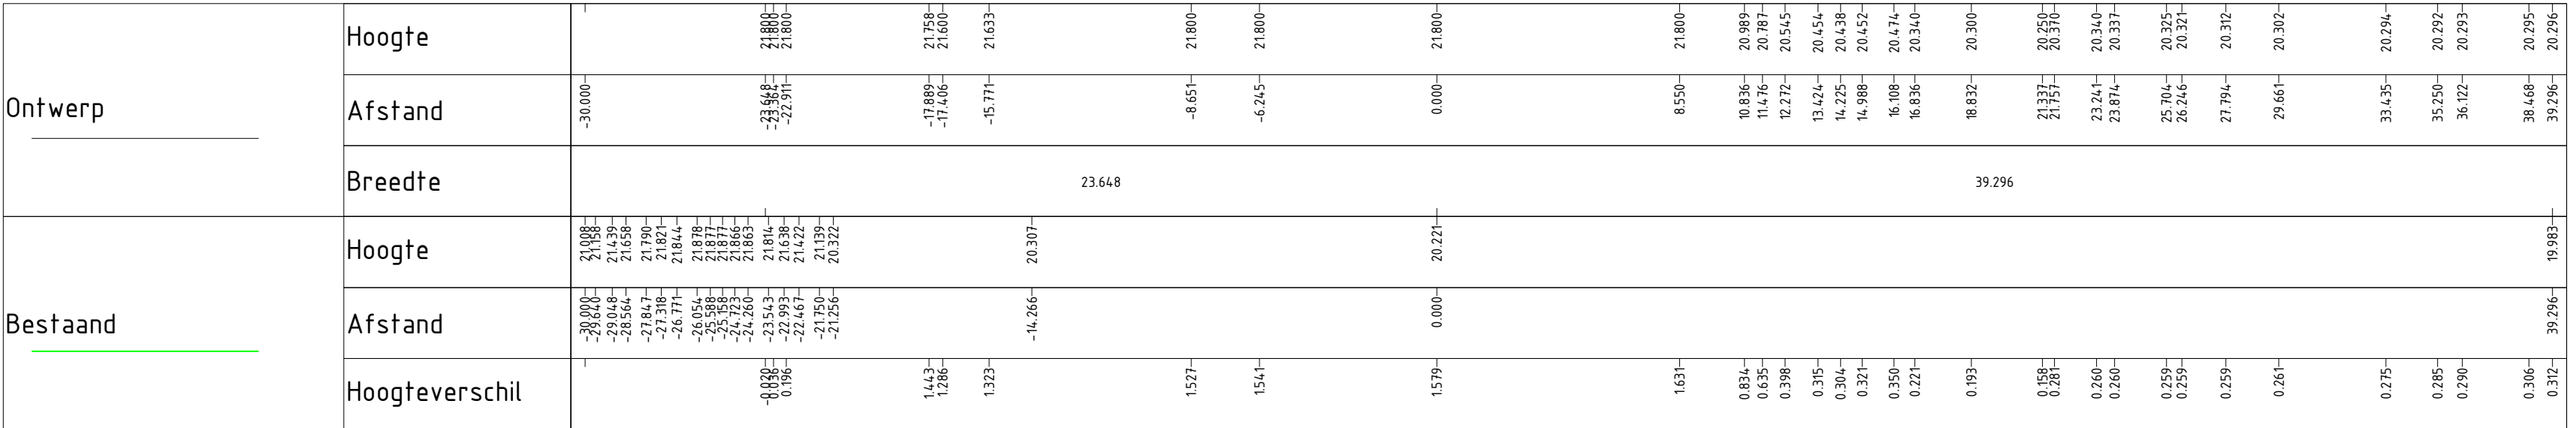 Ontwerp
Hoogte
21.800 21.800 21.800 21.758 21.600 21.633 21.800 21.800 21.800 21.800 20.989 20.787 20.545 20.454 20.438 20.452 20.474 20.340 20.300 20.250 20.370 20.340 20.337 20.325 20.321 20.312 20.302 20.294 20.292 20.293 20.295 20.296
Afstand
-30.000 -23.648 -23.364 -22.911 -17.889 -17.406 -15.771 -8.651 -6.245 0.000 8.550 10.836 11.476 12.272 13.424 14.225 14.988 16.108 16.836 18.832 21.337 21.757 23.241 23.874 25.704 26.246 27.794 29.661 33.435 35.250 36.122 38.468 39.296
Breedte
23.648 39.296
Bestaand
Hoogte
21.008 21.158 21.439 21.658 21.790 21.821 21.844 21.878 21.877 21.877 21.866 21.863 21.814 21.638 21.422 21.139 20.322 20.307 20.221 19.983
Afstand
-30.000 -29.640 -29.048 -28.564 -27.847 -27.318 -26.771 -26.054 -25.588 -25.158 -24.723 -24.260 -23.543 -22.993 -22.467 -21.750 -21.256 -14.266 0.000 39.296
Hoogteverschil
-0.020 0.036 0.196 1.443 1.286 1.323 1.527 1.541 1.579 1.631 0.834 0.635 0.398 0.315 0.304 0.321 0.350 0.221 0.193 0.158 0.281 0.260 0.260 0.259 0.259 0.259 0.261 0.275 0.285 0.290 0.306 0.312